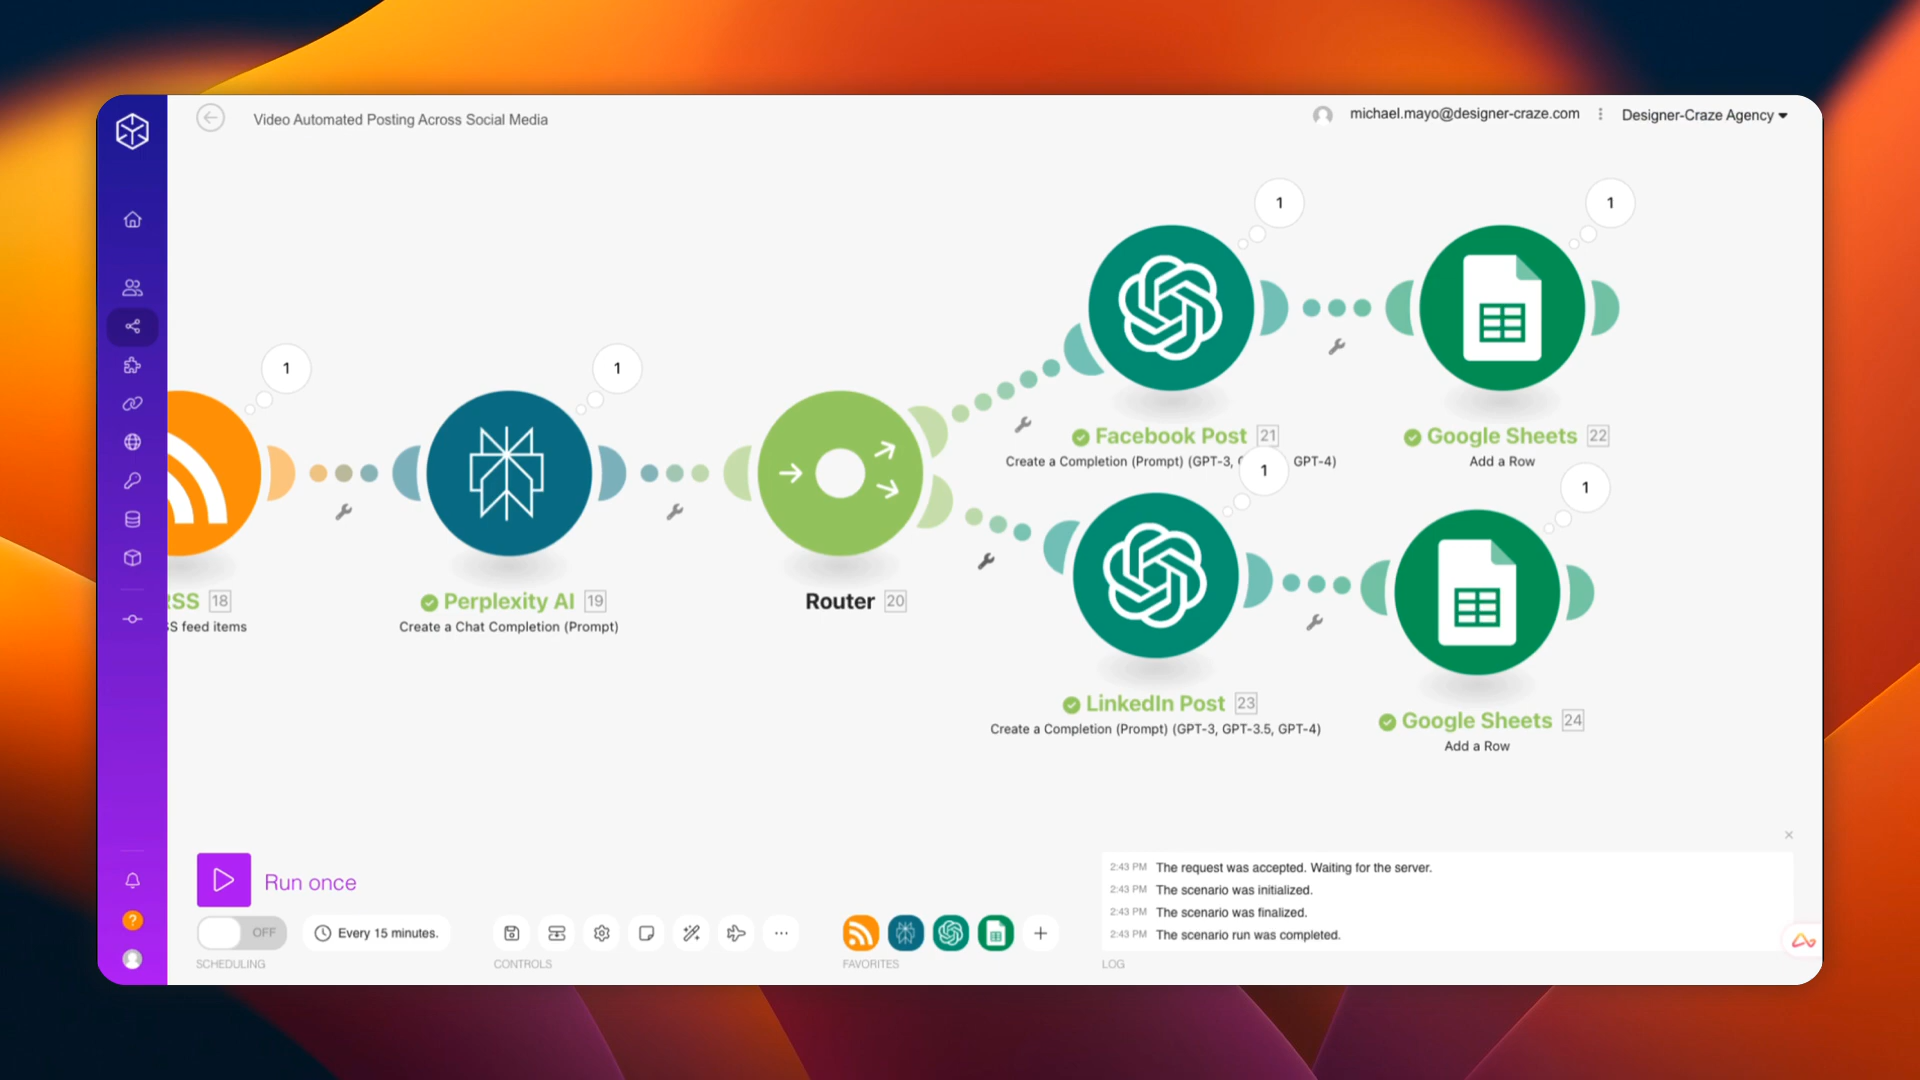 Video Automated Posting Across Social Media
michael.mayo@designer-craze.com
Designer-Craze Agency
1
1
1
1
Facebook Post 21
Create a Completion (Prompt) (GPT-3, GPT-4)
Google Sheets 22
Add a Row
1
1
RSS 18
S feed items
Perplexity AI 19
Create a Chat Completion (Prompt)
Router 20
LinkedIn Post 23
Create a Completion (Prompt) (GPT-3, GPT-3.5, GPT-4)
Google Sheets 24
Add a Row
Run once
OFF
Every 15 minutes.
SCHEDULING
CONTROLS
FAVORITES
2:43 PM The request was accepted. Waiting for the server.
2:43 PM The scenario was initialized.
2:43 PM The scenario was finalized.
2:43 PM The scenario run was completed.
LOG
?